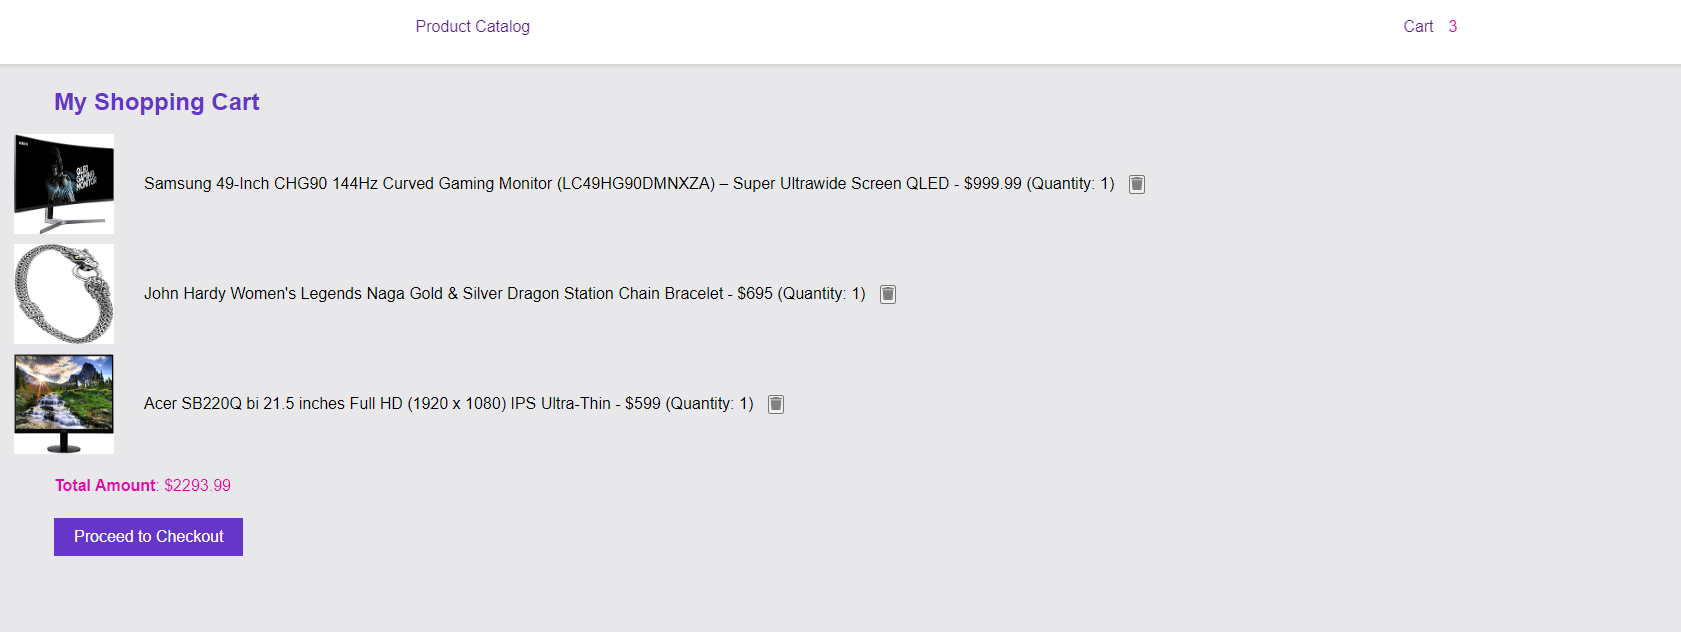 Product Catalog
Cart 3
My Shopping Cart
QLED
GAMING
MONITOR
Samsung 49-Inch CHG90 144Hz Curved Gaming Monitor (LC49HG90DMNXZA) – Super Ultrawide Screen QLED - $999.99 (Quantity: 1)
John Hardy Women's Legends Naga Gold & Silver Dragon Station Chain Bracelet - $695 (Quantity: 1)
Acer SB220Q bi 21.5 inches Full HD (1920 x 1080) IPS Ultra-Thin - $599 (Quantity: 1)
Total Amount: $2293.99
Proceed to Checkout